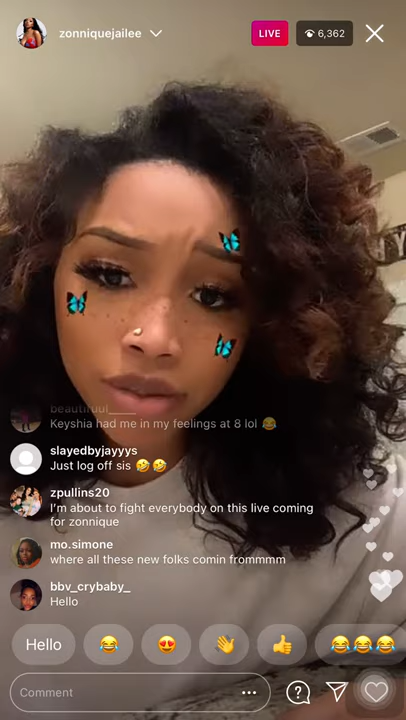 zonniquejailee
LIVE
6,362
beautifulll____
Keyshia had me in my feelings at 8 lol 😂
slayedbyjayyys
Just log off sis 🤣🤣
zpullins20
I'm about to fight everybody on this live coming
for zonnique
mo.simone
where all these new folks comin frommmm
bbv_crybaby_
Hello
Hello 😂 😍 👋 👍 😂😂😂
Comment ...